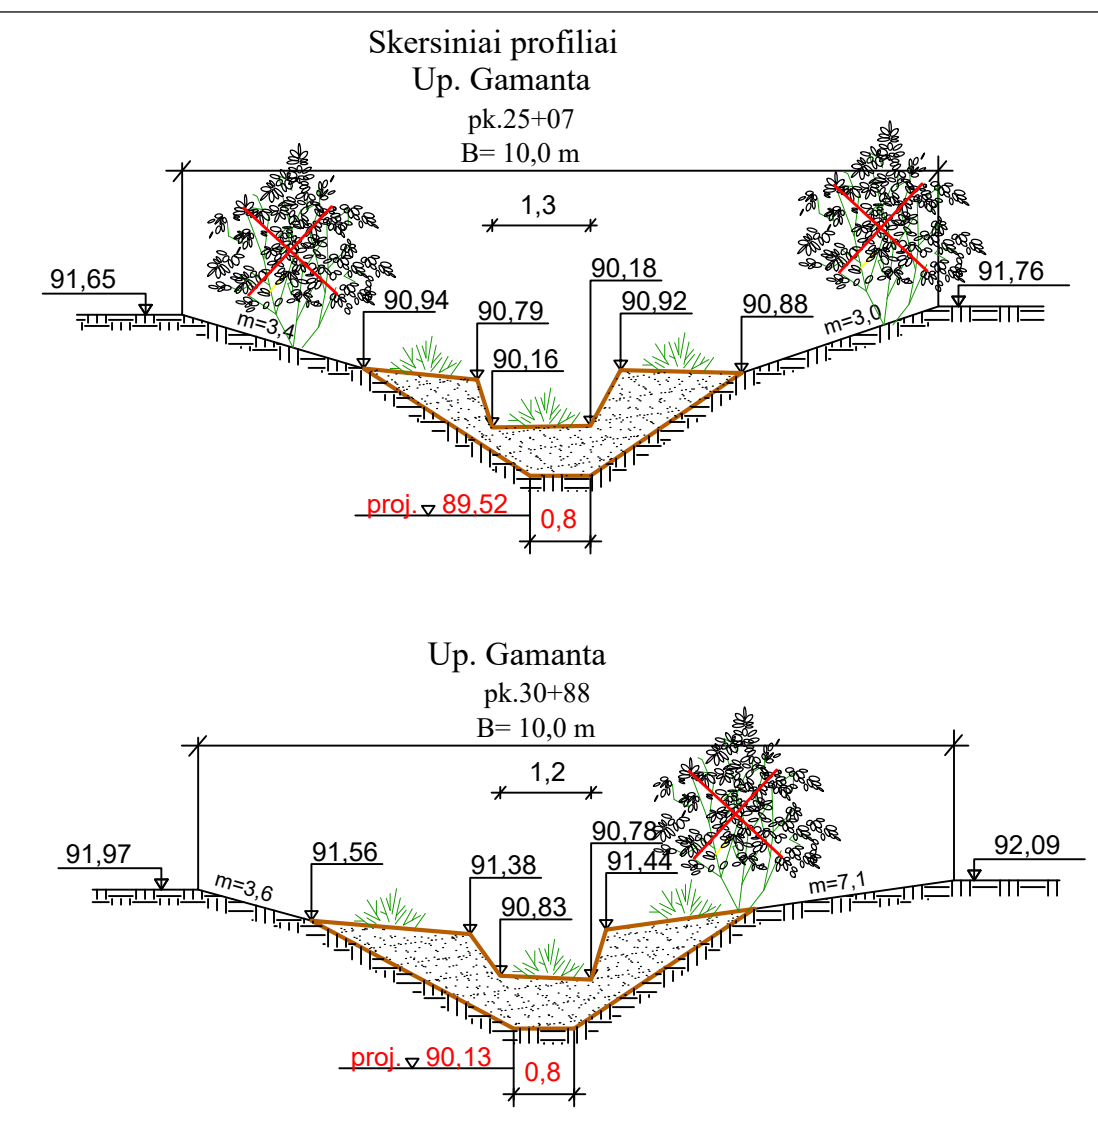 Skersiniai profiliai
Up. Gamanta
pk.25+07
B= 10,0 m
1,3
91,65
90,94
90,79
90,16
90,18
90,92
90,88
91,76
m=3,4
m=3,0
proj. 89,52
0,8
Up. Gamanta
pk.30+88
B= 10,0 m
1,2
91,97
91,56
91,38
90,83
90,78
91,44
92,09
m=3,6
m=7,1
proj. 90,13
0,8